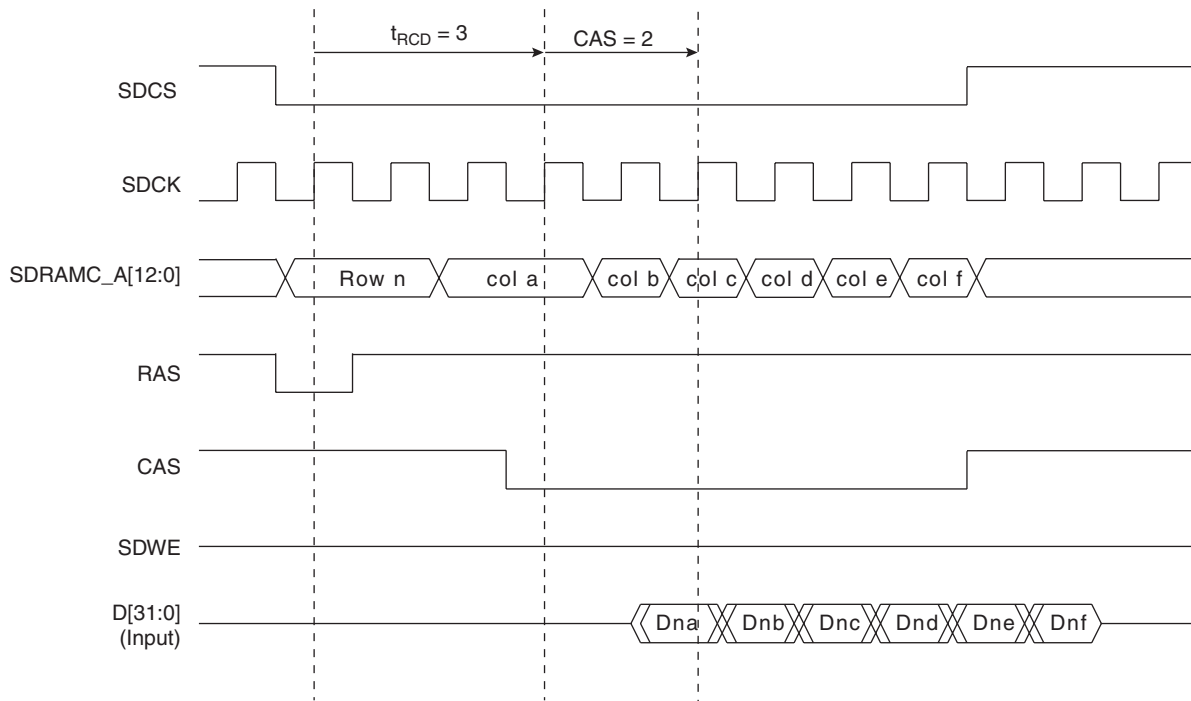 t_RCD = 3
CAS = 2
SDCS
SDCK
SDRAMC_A[12:0]
Row n
col a
col b
col c
col d
col e
col f
RAS
CAS
SDWE
D[31:0]
(Input)
Dna
Dnb
Dnc
Dnd
Dne
Dnf